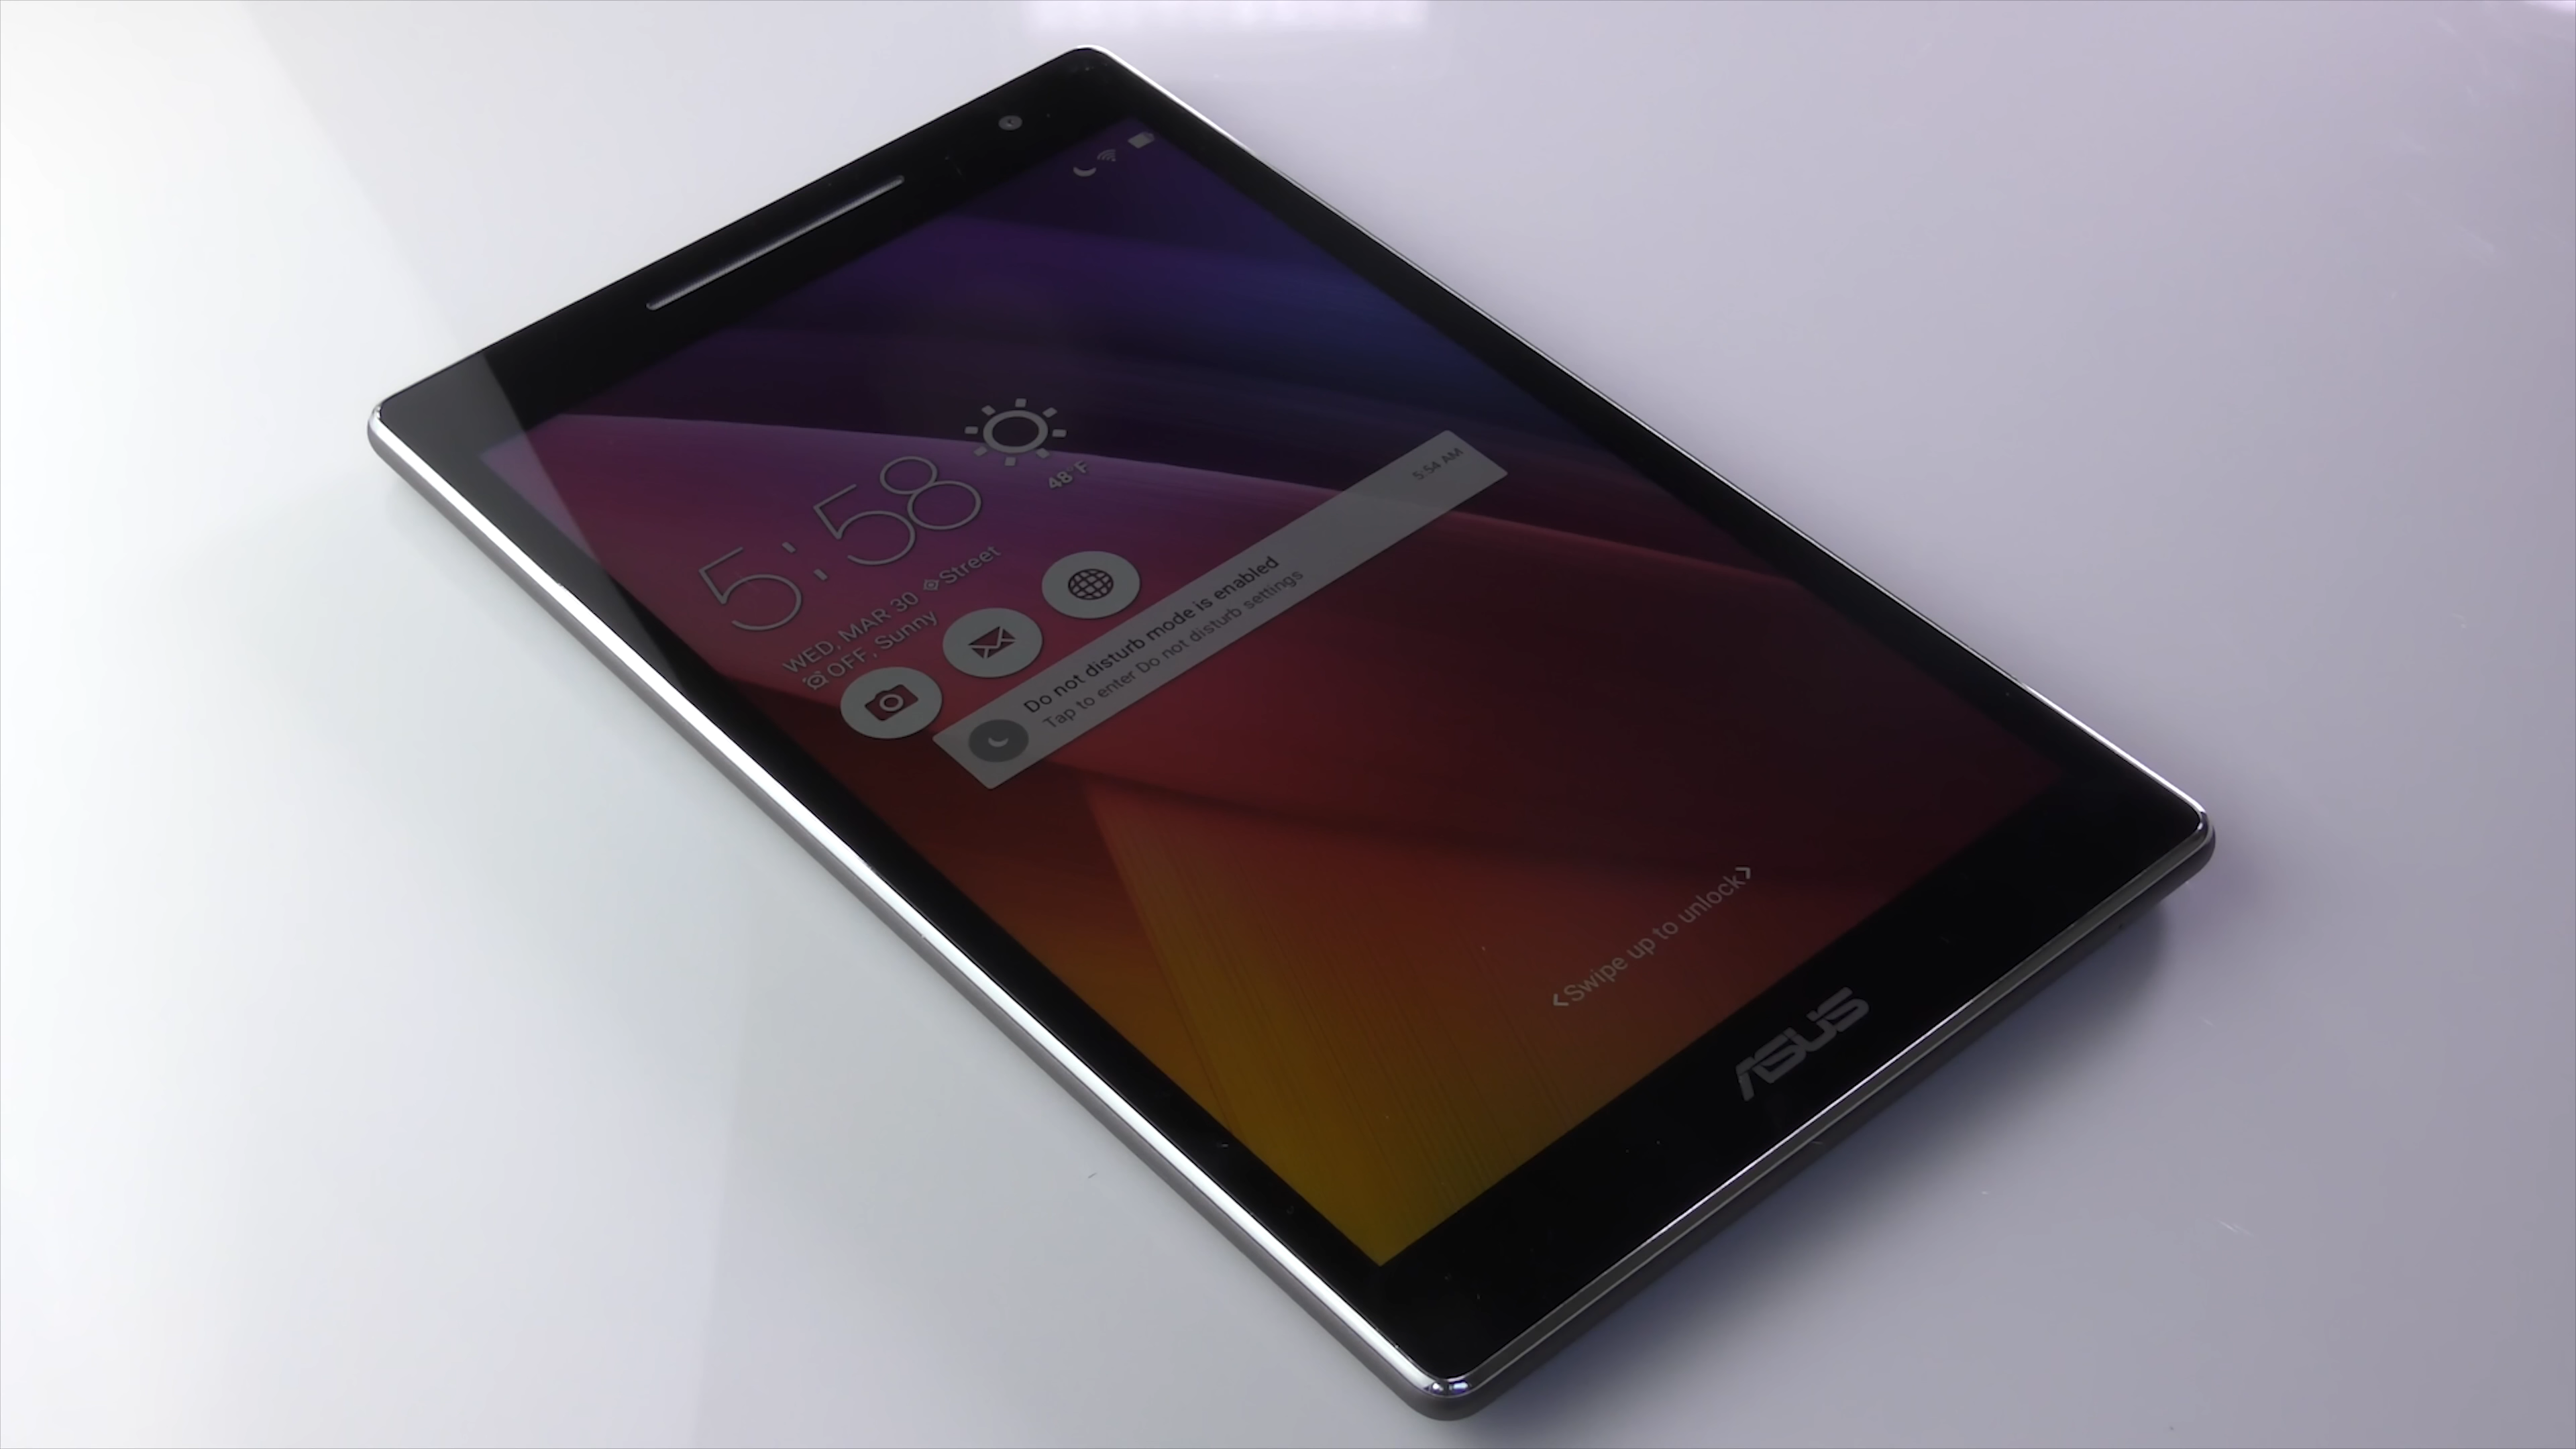 48°F
5:58
WED, MAR 30 Street
OFF, Sunny
5:54 AM
Do not disturb mode is enabled
Tap to enter Do not disturb settings
<Swipe up to unlock>
ASUS